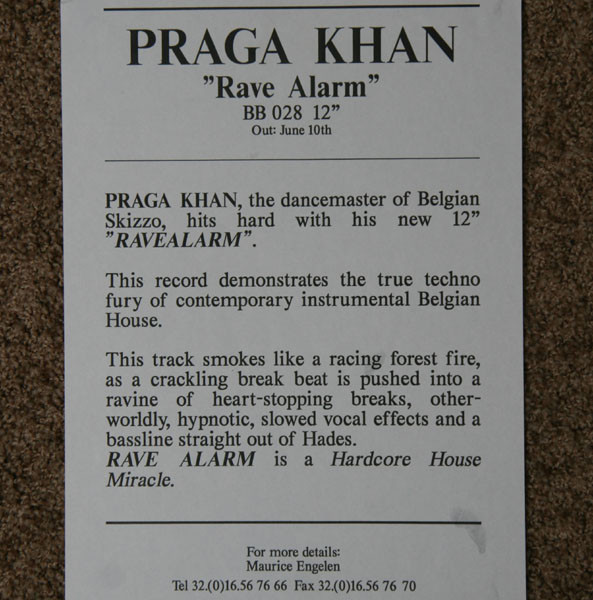 PRAGA KHAN
”Rave Alarm”
BB 028 12”
Out: June 10th
PRAGA KHAN, the dancemaster of Belgian
Skizzo, hits hard with his new 12”
”RAVEALARM”.
This record demonstrates the true techno
fury of contemporary instrumental Belgian
House.
This track smokes like a racing forest fire,
as a crackling break beat is pushed into a
ravine of heart-stopping breaks, other-
worldly, hypnotic, slowed vocal effects and a
bassline straight out of Hades.
RAVE ALARM is a Hardcore House
Miracle.
For more details:
Maurice Engelen
Tel 32.(0)16.56 76 66 Fax 32.(0)16.56 76 70